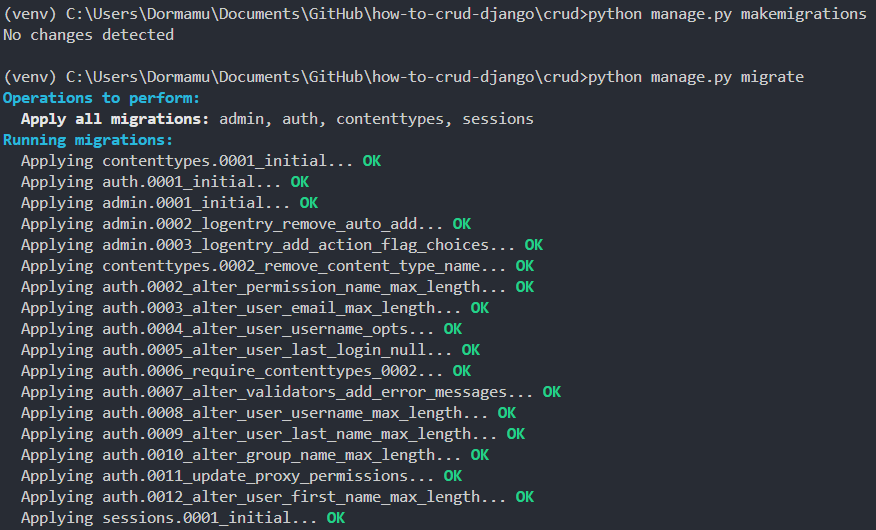 (venv) C:\Users\Dormamu\Documents\GitHub\how-to-crud-django\crud>python manage.py makemigrations
No changes detected
(venv) C:\Users\Dormamu\Documents\GitHub\how-to-crud-django\crud>python manage.py migrate
Operations to perform:
  Apply all migrations: admin, auth, contenttypes, sessions
Running migrations:
  Applying contenttypes.0001_initial... OK
  Applying auth.0001_initial... OK
  Applying admin.0001_initial... OK
  Applying admin.0002_logentry_remove_auto_add... OK
  Applying admin.0003_logentry_add_action_flag_choices... OK
  Applying contenttypes.0002_remove_content_type_name... OK
  Applying auth.0002_alter_permission_name_max_length... OK
  Applying auth.0003_alter_user_email_max_length... OK
  Applying auth.0004_alter_user_username_opts... OK
  Applying auth.0005_alter_user_last_login_null... OK
  Applying auth.0006_require_contenttypes_0002... OK
  Applying auth.0007_alter_validators_add_error_messages... OK
  Applying auth.0008_alter_user_username_max_length... OK
  Applying auth.0009_alter_user_last_name_max_length... OK
  Applying auth.0010_alter_group_name_max_length... OK
  Applying auth.0011_update_proxy_permissions... OK
  Applying auth.0012_alter_user_first_name_max_length... OK
  Applying sessions.0001_initial... OK